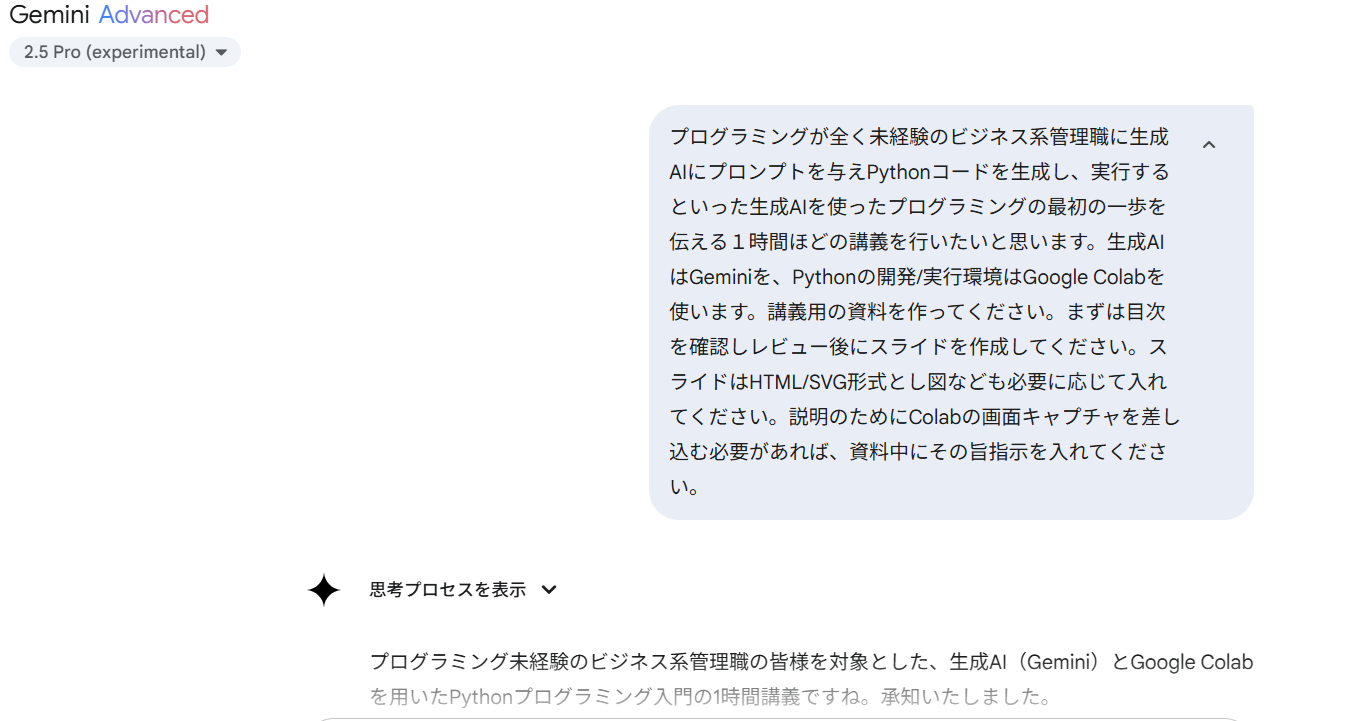 Gemini Advanced
2.5 Pro (experimental)
プログラミングが全く未経験のビジネス系管理職に生成
AIにプロンプトを与えPythonコードを生成し、実行する
といった生成AIを使ったプログラミングの最初の一歩を
伝える１時間ほどの講義を行いたいと思います。生成AI
はGeminiを、Pythonの開発/実行環境はGoogle Colabを
使います。講義用の資料を作ってください。まずは目次
を確認しレビュー後にスライドを作成してください。ス
ライドはHTML/SVG形式とし図なども必要に応じて入れ
てください。説明のためにColabの画面キャプチャを差し
込む必要があれば、資料中にその旨指示を入れてくださ
い。
思考プロセスを表示
プログラミング未経験のビジネス系管理職の皆様を対象とした、生成AI（Gemini）とGoogle Colab
を用いたPythonプログラミング入門の1時間講義ですね。承知いたしました。